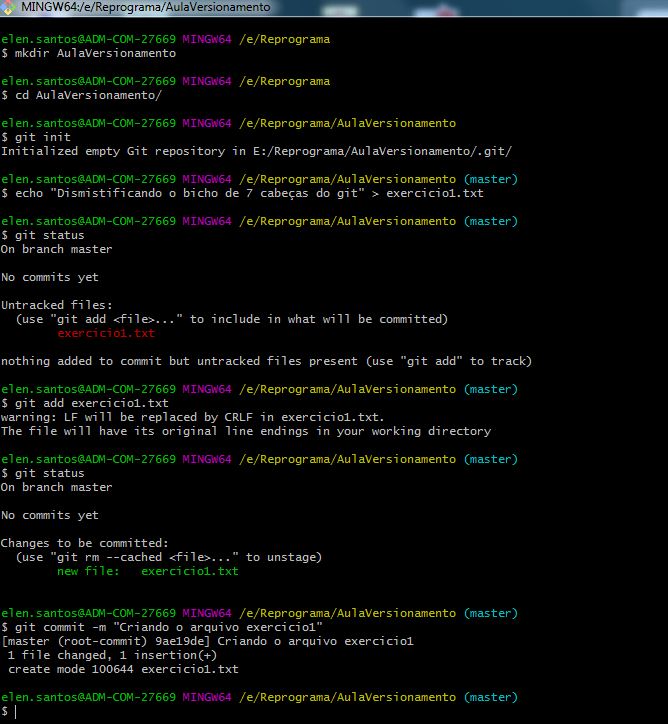 MINGW64:/e/Reprograma/AulaVersionamento
elen.santos@ADM-COM-27669 MINGW64 /e/Reprograma
$ mkdir AulaVersionamento
elen.santos@ADM-COM-27669 MINGW64 /e/Reprograma
$ cd AulaVersionamento/
elen.santos@ADM-COM-27669 MINGW64 /e/Reprograma/AulaVersionamento
$ git init
Initialized empty Git repository in E:/Reprograma/AulaVersionamento/.git/
elen.santos@ADM-COM-27669 MINGW64 /e/Reprograma/AulaVersionamento (master)
$ echo "Dismistificando o bicho de 7 cabeças do git" > exercicio1.txt
elen.santos@ADM-COM-27669 MINGW64 /e/Reprograma/AulaVersionamento (master)
$ git status
On branch master
No commits yet
Untracked files:
(use "git add <file>..." to include in what will be committed)
exercicio1.txt
nothing added to commit but untracked files present (use "git add" to track)
elen.santos@ADM-COM-27669 MINGW64 /e/Reprograma/AulaVersionamento (master)
$ git add exercicio1.txt
warning: LF will be replaced by CRLF in exercicio1.txt.
The file will have its original line endings in your working directory
elen.santos@ADM-COM-27669 MINGW64 /e/Reprograma/AulaVersionamento (master)
$ git status
On branch master
No commits yet
Changes to be committed:
(use "git rm --cached <file>..." to unstage)
new file:   exercicio1.txt
elen.santos@ADM-COM-27669 MINGW64 /e/Reprograma/AulaVersionamento (master)
$ git commit -m "Criando o arquivo exercicio1"
[master (root-commit) 9ae19de] Criando o arquivo exercicio1
1 file changed, 1 insertion(+)
create mode 100644 exercicio1.txt
elen.santos@ADM-COM-27669 MINGW64 /e/Reprograma/AulaVersionamento (master)
$